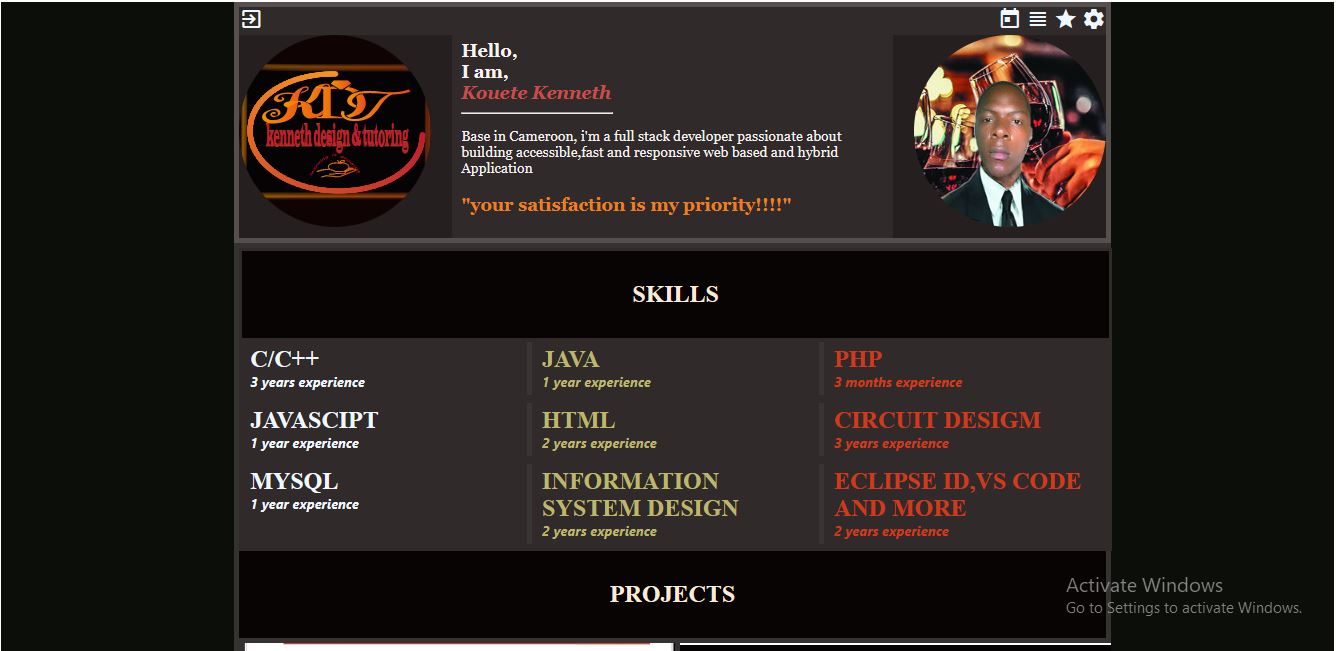 KDT
kenneth design & tutoring
Hello,
I am,
Kouete Kenneth
Base in Cameroon, i'm a full stack developer passionate about
building accessible,fast and responsive web based and hybrid
Application
"your satisfaction is my priority!!!!"
SKILLS
C/C++
3 years experience
JAVA
1 year experience
PHP
3 months experience
JAVASCIPT
1 year experience
HTML
2 years experience
CIRCUIT DESIGM
3 years experience
MYSQL
1 year experience
INFORMATION
SYSTEM DESIGN
2 years experience
ECLIPSE ID,VS CODE
AND MORE
2 years experience
PROJECTS
Activate Windows
Go to Settings to activate Windows.